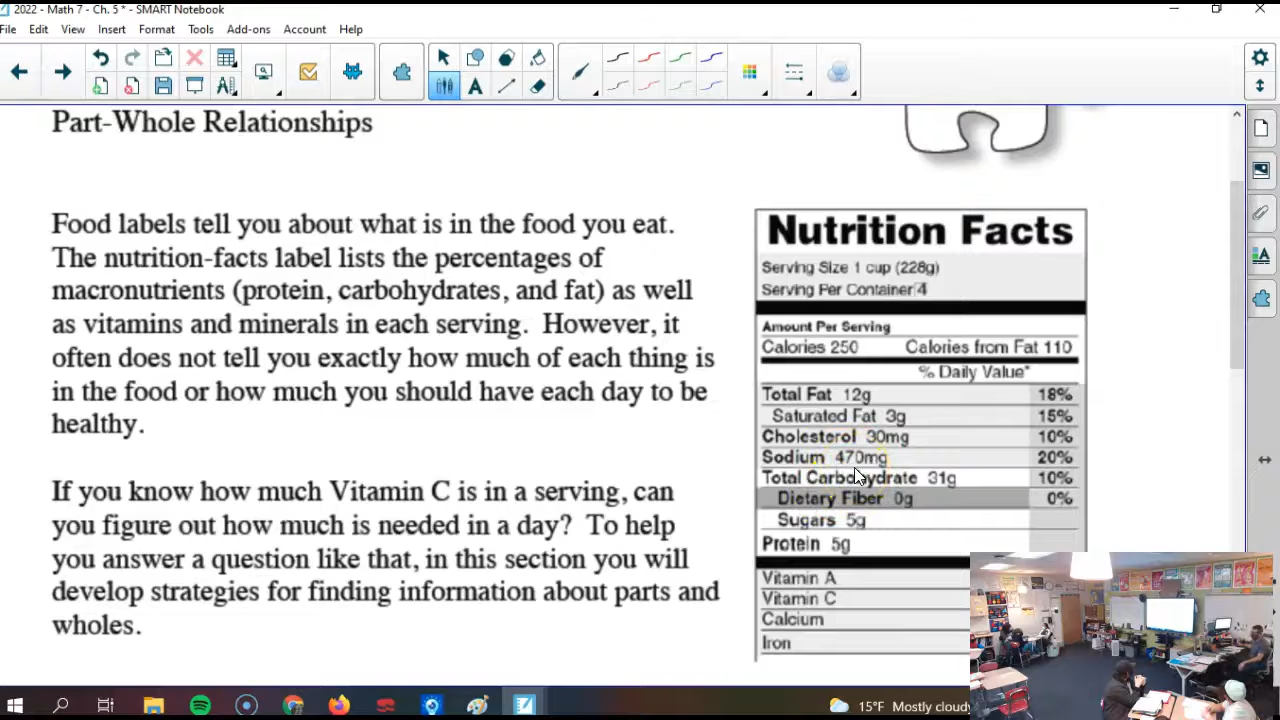 2022 - Math 7 - Ch. 5 * - SMART Notebook
File Edit View Insert Format Tools Add-ons Account Help
Part-Whole Relationships
Food labels tell you about what is in the food you eat.
The nutrition-facts label lists the percentages of
macronutrients (protein, carbohydrates, and fat) as well
as vitamins and minerals in each serving. However, it
often does not tell you exactly how much of each thing is
in the food or how much you should have each day to be
healthy.
If you know how much Vitamin C is in a serving, can
you figure out how much is needed in a day? To help
you answer a question like that, in this section you will
develop strategies for finding information about parts and
wholes.
Nutrition Facts
Serving Size 1 cup (228g)
Serving Per Container 4
Amount Per Serving
Calories 250 Calories from Fat 110
% Daily Value*
Total Fat 12g 18%
Saturated Fat 3g 15%
Cholesterol 30mg 10%
Sodium 470mg 20%
Total Carbohydrate 31g 10%
Dietary Fiber 0g 0%
Sugars 5g
Protein 5g
Vitamin A
Vitamin C
Calcium
Iron
15°F Mostly cloudy